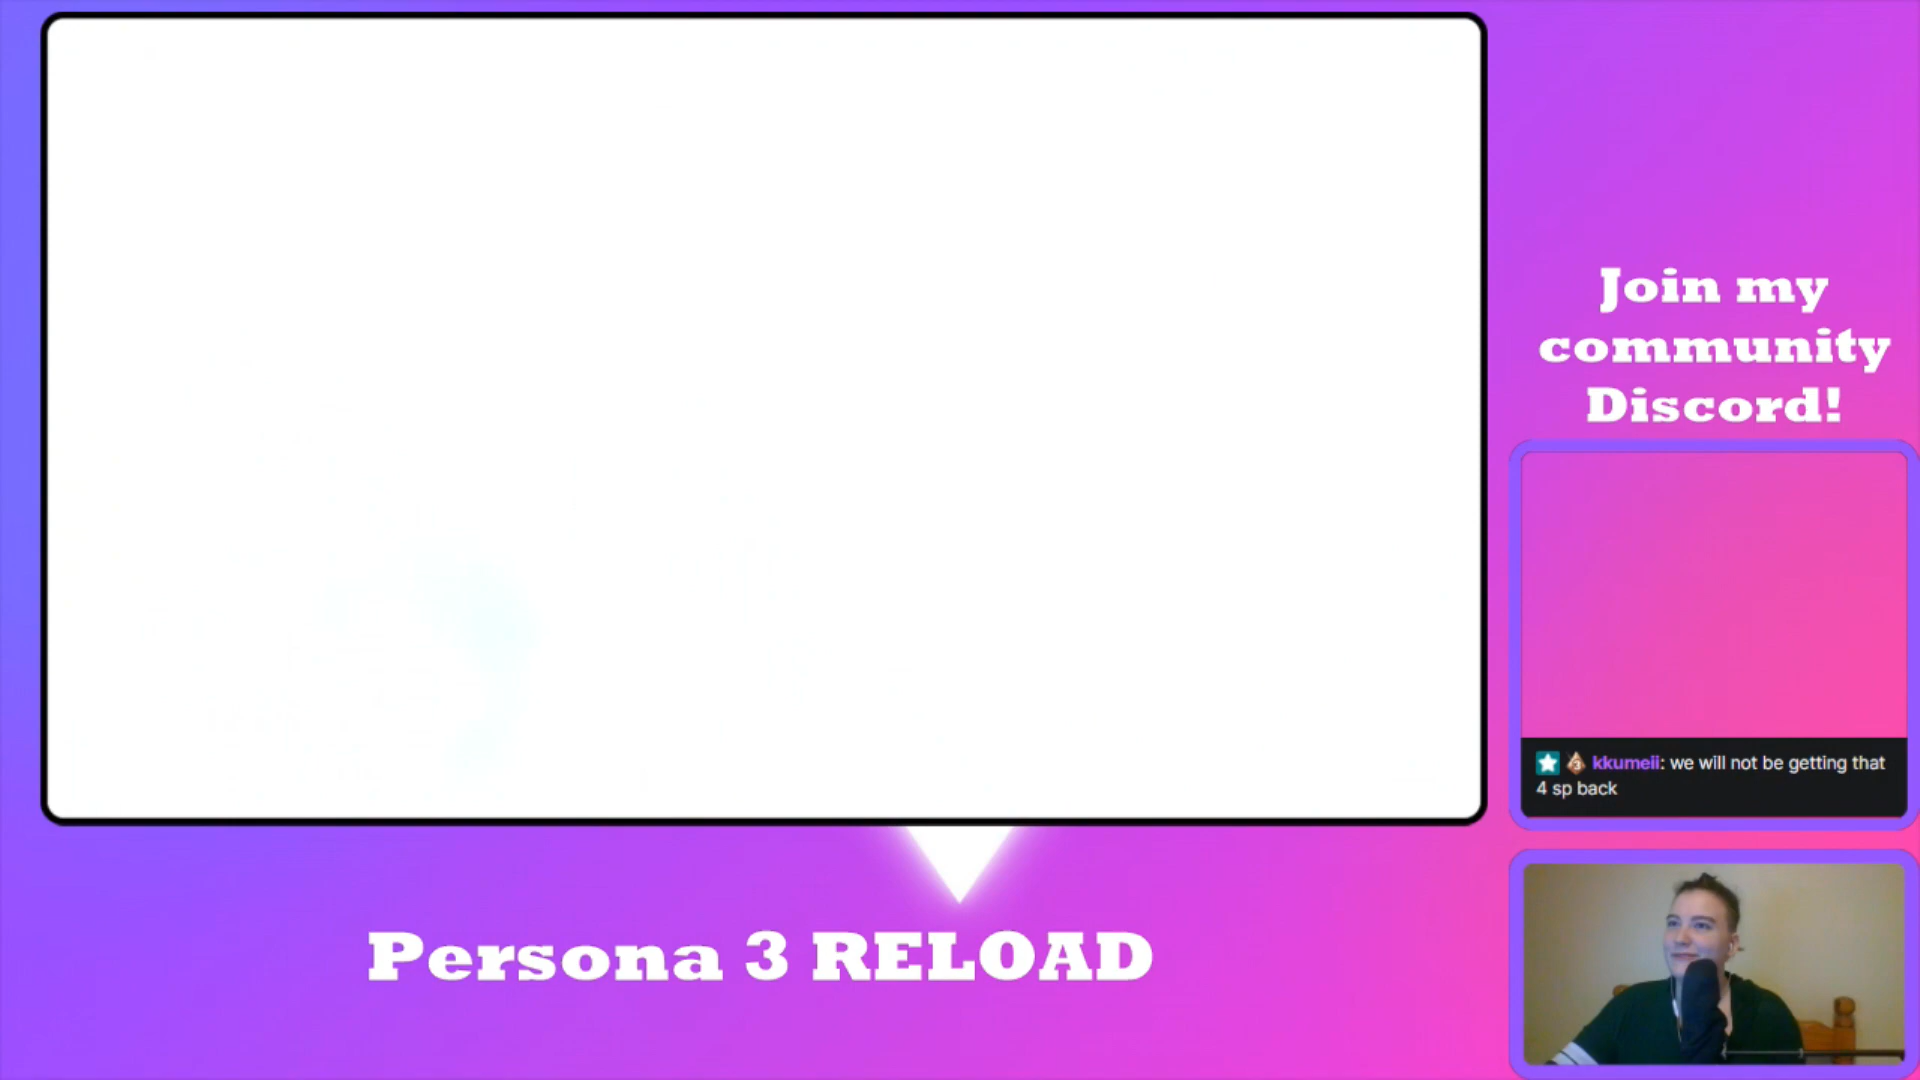 Join my
community
Discord!
kkumeii: we will not be getting that
4 sp back
Persona 3 RELOAD